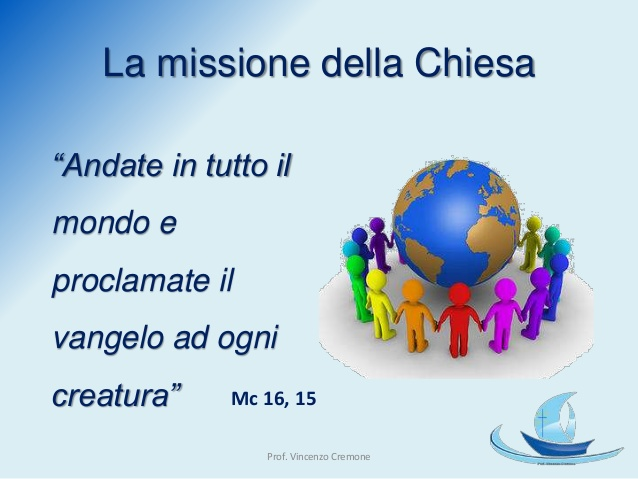 La missione della Chiesa
“Andate in tutto il
mondo e
proclamate il
vangelo ad ogni
creatura” Mc 16, 15
Prof. Vincenzo Cremone